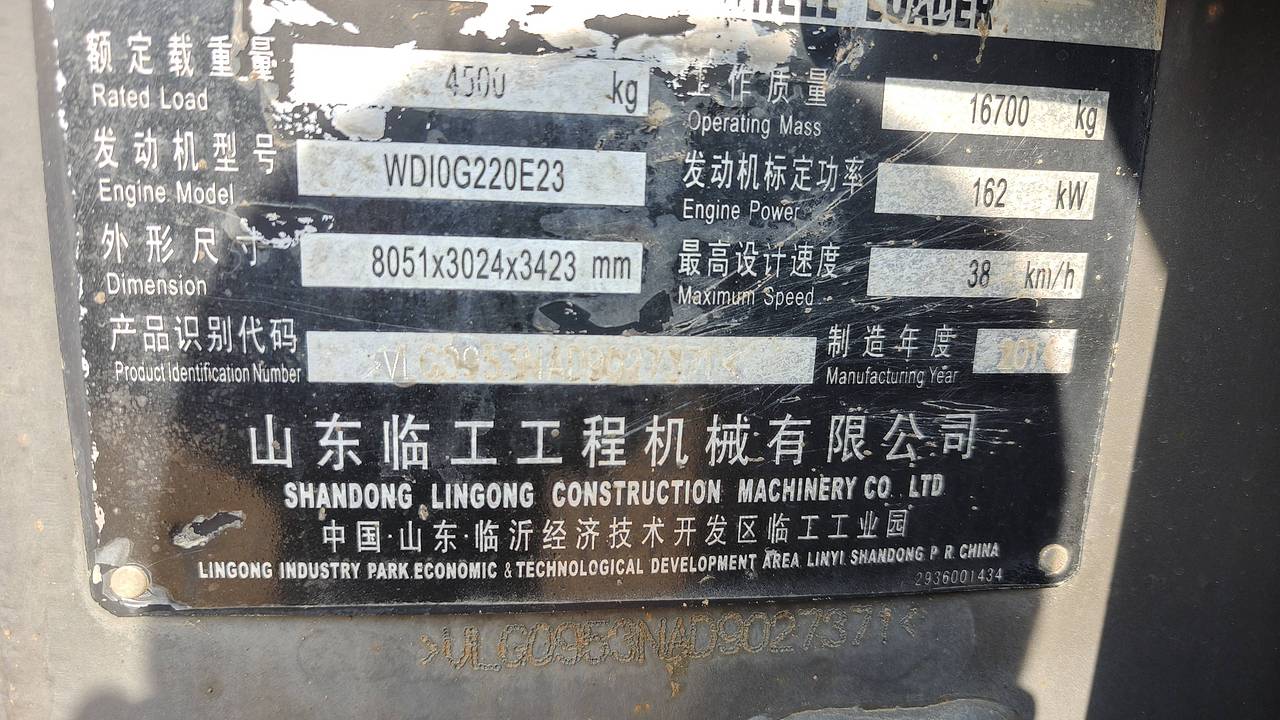 WHEEL LOADER
额定载重量 4500 kg 工作质量 16700 kg
Rated Load Operating Mass
发动机型号 WDI0G220E23 发动机标定功率 162 kW
Engine Model Engine Power
外形尺寸 8051x3024x3423 mm 最高设计速度 38 km/h
Dimension Maximum Speed
产品识别代码 制造年度
Product Identification Number Manufacturing Year
山东临工工程机械有限公司
SHANDONG LINGONG CONSTRUCTION MACHINERY CO LTD
中国·山东·临沂经济技术开发区临工工业园
LINGONG INDUSTRY PARK.ECONOMIC & TECHNOLOGICAL DEVELOPMENT AREA LINYI SHANDONG P R CHINA
2936001434
>VLG0953NAD9027371<